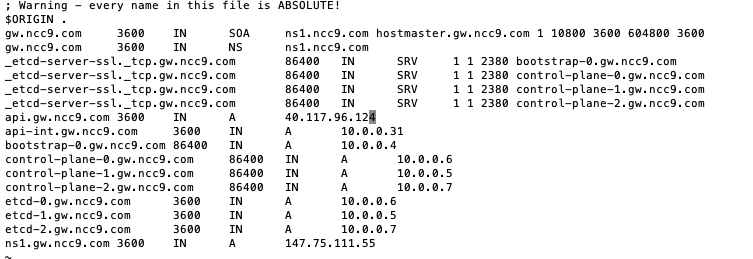 ; Warning - every name in this file is ABSOLUTE!
$ORIGIN .
gw.ncc9.com 3600 IN SOA ns1.ncc9.com hostmaster.gw.ncc9.com 1 10800 3600 604800 3600
gw.ncc9.com 3600 IN NS ns1.ncc9.com
_etcd-server-ssl._tcp.gw.ncc9.com 86400 IN SRV 1 1 2380 bootstrap-0.gw.ncc9.com
_etcd-server-ssl._tcp.gw.ncc9.com 86400 IN SRV 1 1 2380 control-plane-0.gw.ncc9.com
_etcd-server-ssl._tcp.gw.ncc9.com 86400 IN SRV 1 1 2380 control-plane-1.gw.ncc9.com
_etcd-server-ssl._tcp.gw.ncc9.com 86400 IN SRV 1 1 2380 control-plane-2.gw.ncc9.com
api.gw.ncc9.com 3600 IN A 40.117.96.124
api-int.gw.ncc9.com 3600 IN A 10.0.0.31
bootstrap-0.gw.ncc9.com 86400 IN A 10.0.0.4
control-plane-0.gw.ncc9.com 86400 IN A 10.0.0.6
control-plane-1.gw.ncc9.com 86400 IN A 10.0.0.5
control-plane-2.gw.ncc9.com 86400 IN A 10.0.0.7
etcd-0.gw.ncc9.com 3600 IN A 10.0.0.6
etcd-1.gw.ncc9.com 3600 IN A 10.0.0.5
etcd-2.gw.ncc9.com 3600 IN A 10.0.0.7
ns1.gw.ncc9.com 3600 IN A 147.75.111.55
~